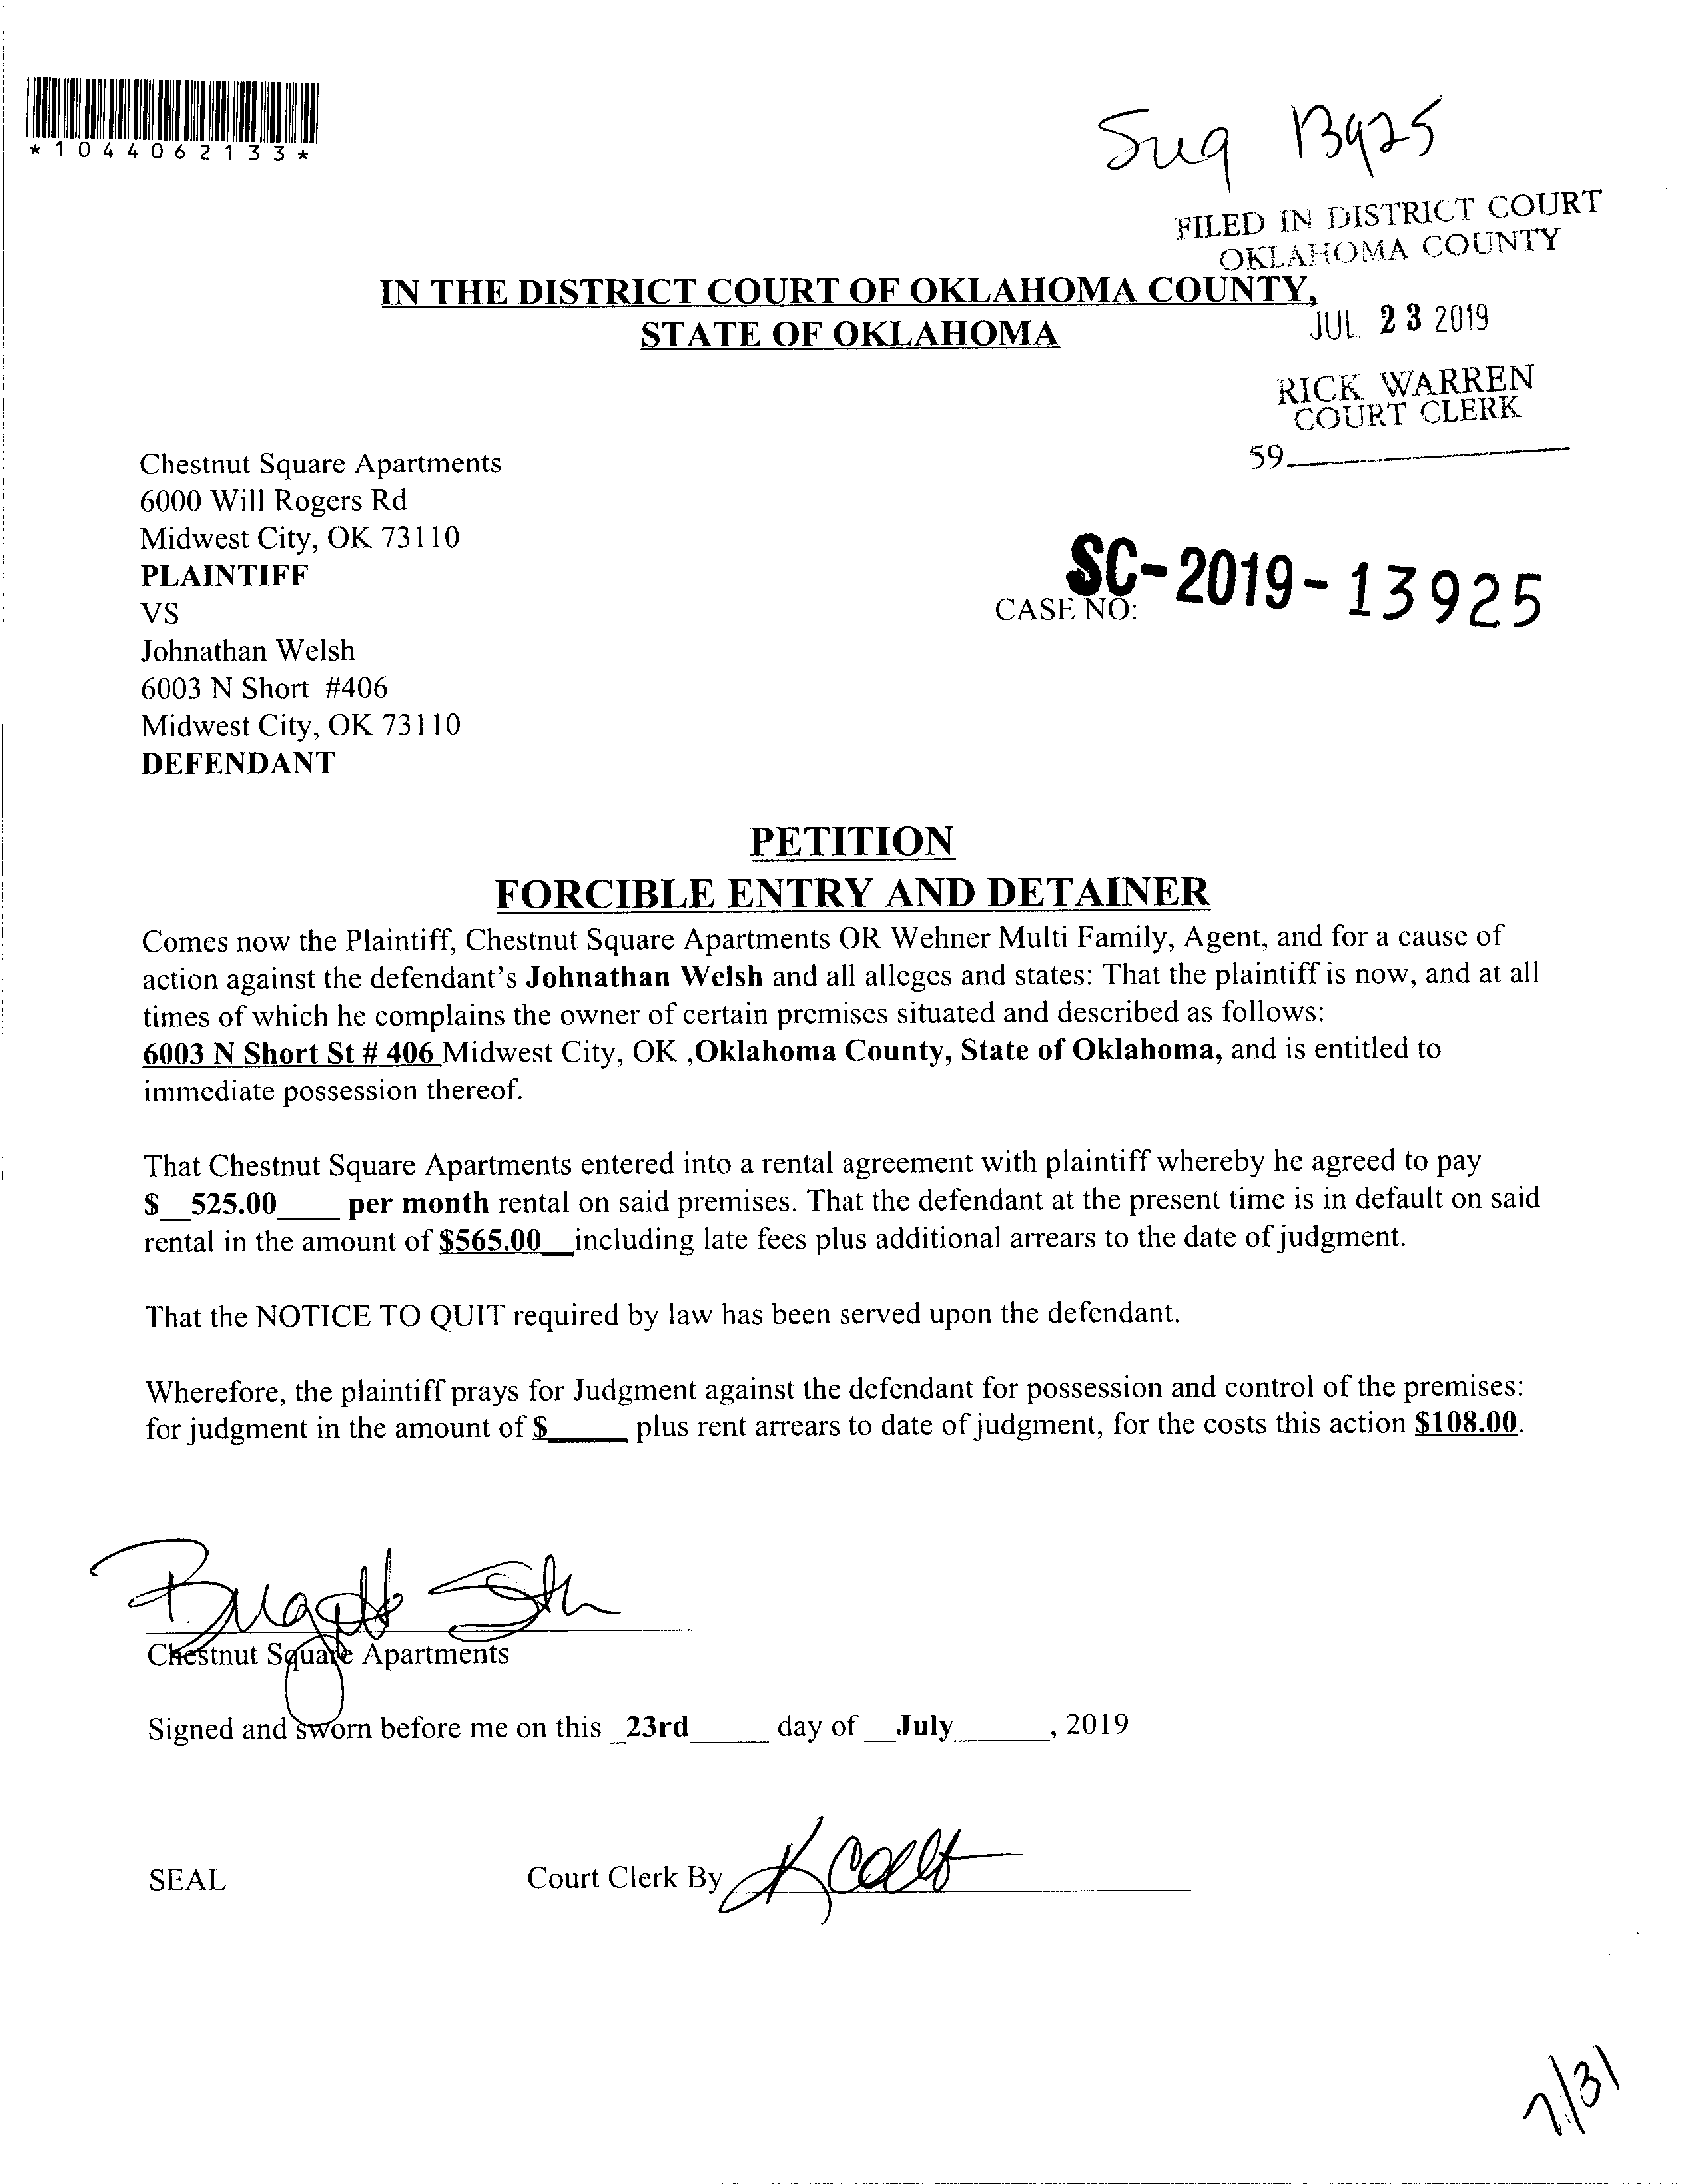 *1044062133*
13925
FILED IN DISTRICT COURT
OKLAHOMA COUNTY
IN THE DISTRICT COURT OF OKLAHOMA COUNTY,
STATE OF OKLAHOMA
JUL 23 2019
RICK WARREN
COURT CLERK
59
Chestnut Square Apartments
6000 Will Rogers Rd
Midwest City, OK 73110
PLAINTIFF
VS
CASE NO: SC-2019-13925
Johnathan Welsh
6003 N Short #406
Midwest City, OK 73110
DEFENDANT
PETITION
FORCIBLE ENTRY AND DETAINER
Comes now the Plaintiff, Chestnut Square Apartments OR Wehner Multi Family, Agent, and for a cause of
action against the defendant's Johnathan Welsh and all alleges and states: That the plaintiff is now, and at all
times of which he complains the owner of certain premises situated and described as follows:
6003 N Short St # 406 Midwest City, OK ,Oklahoma County, State of Oklahoma, and is entitled to
immediate possession thereof.
That Chestnut Square Apartments entered into a rental agreement with plaintiff whereby he agreed to pay
$__525.00____ per month rental on said premises. That the defendant at the present time is in default on said
rental in the amount of $565.00__including late fees plus additional arrears to the date of judgment.
That the NOTICE TO QUIT required by law has been served upon the defendant.
Wherefore, the plaintiff prays for Judgment against the defendant for possession and control of the premises:
for judgment in the amount of $_____ plus rent arrears to date of judgment, for the costs this action $108.00.
Chestnut Square Apartments
Signed and sworn before me on this _23rd_____ day of __July______, 2019
SEAL Court Clerk By
7/31